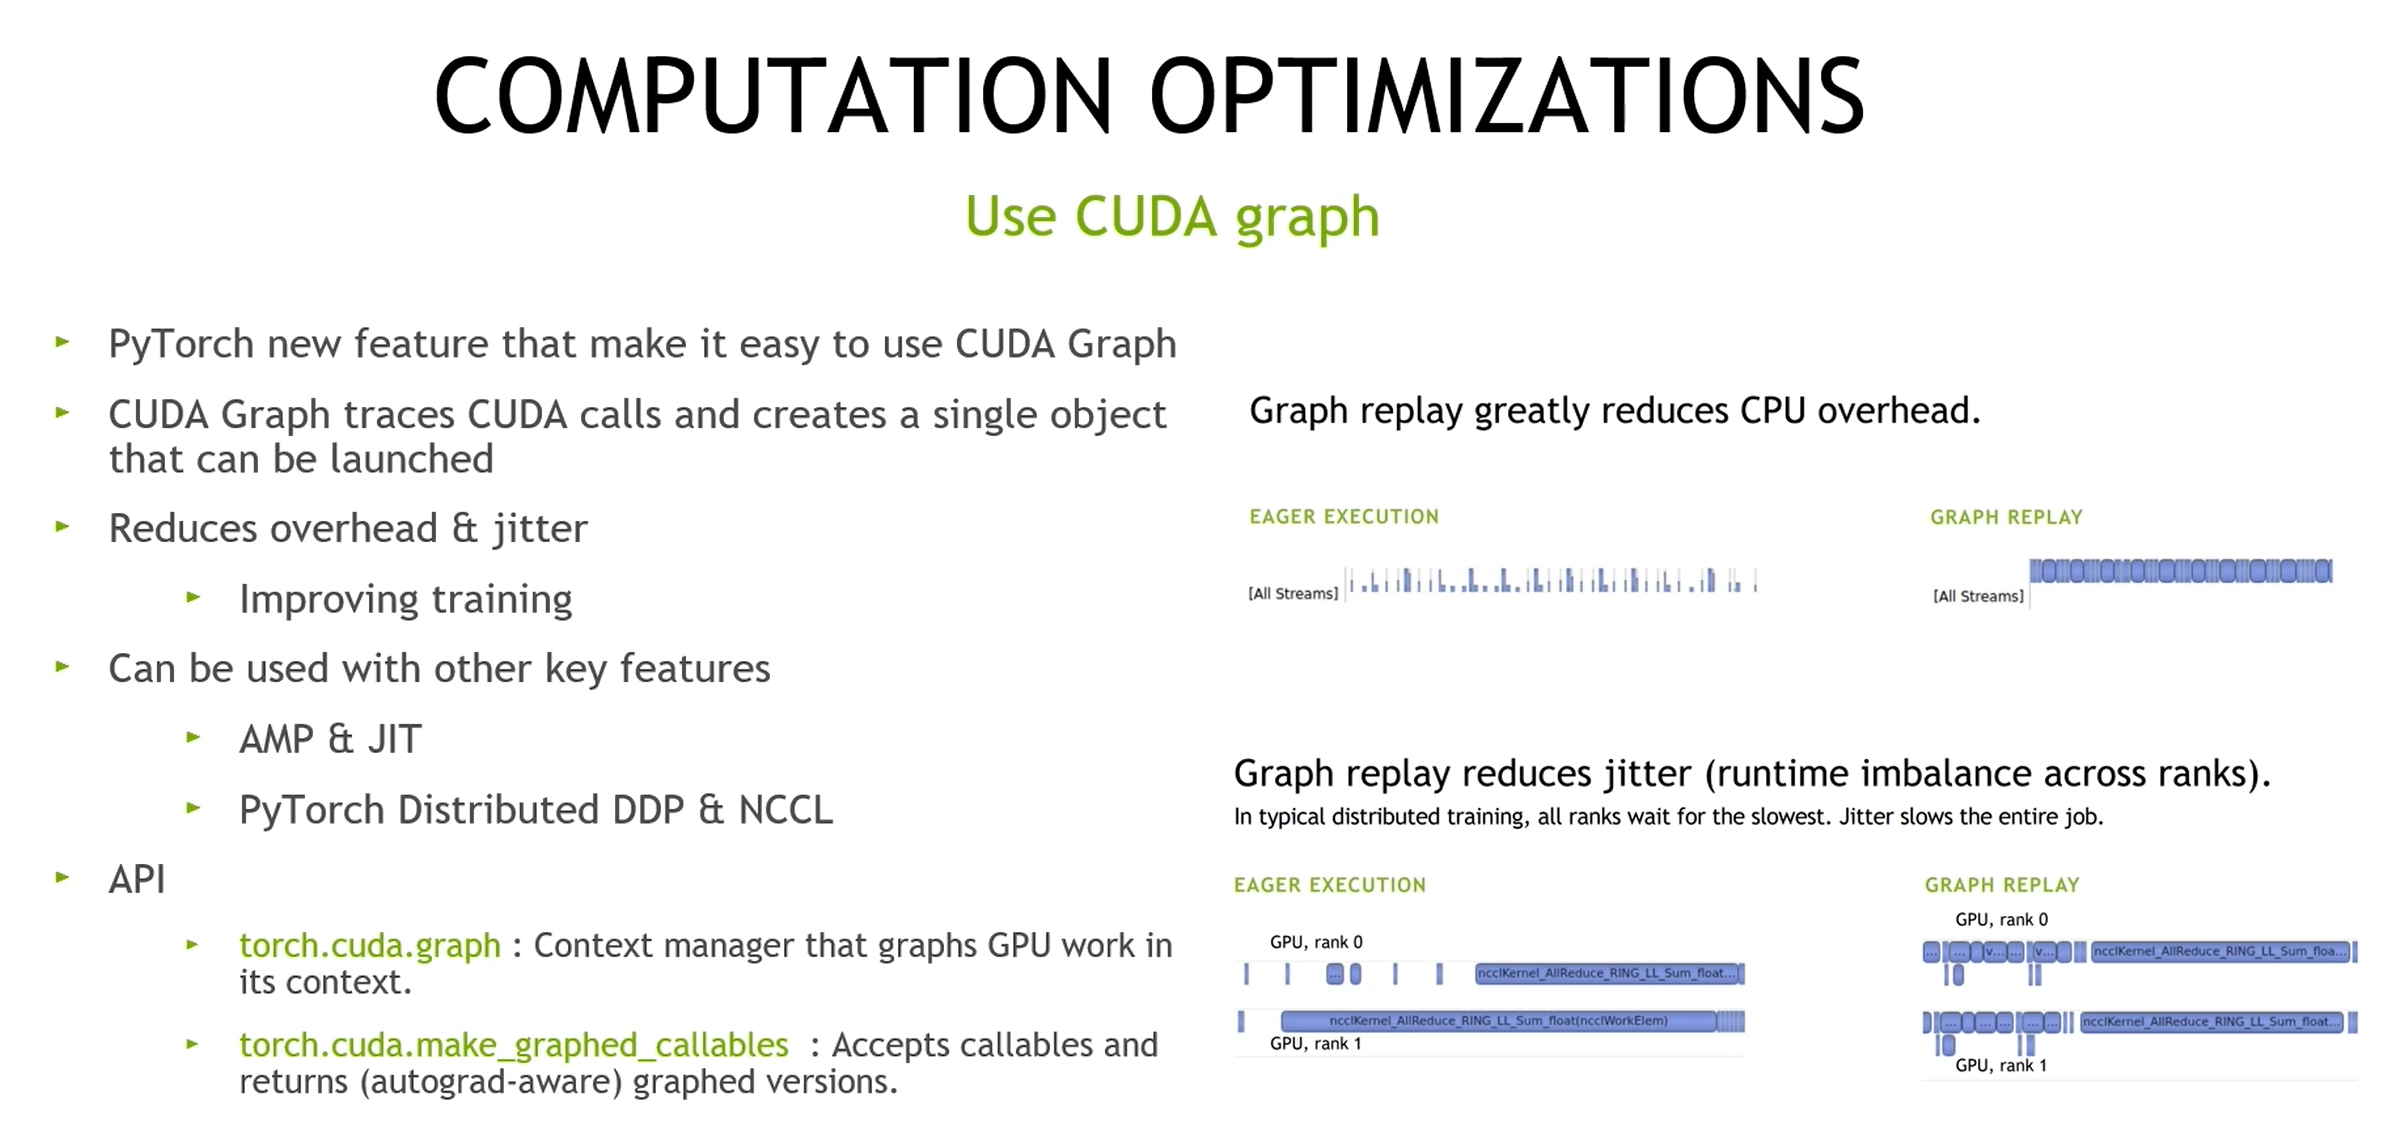 COMPUTATION OPTIMIZATIONS
Use CUDA graph
PyTorch new feature that make it easy to use CUDA Graph
CUDA Graph traces CUDA calls and creates a single object
that can be launched
Reduces overhead & jitter
Improving training
Can be used with other key features
AMP & JIT
PyTorch Distributed DDP & NCCL
API
torch.cuda.graph : Context manager that graphs GPU work in
its context.
torch.cuda.make_graphed_callables : Accepts callables and
returns (autograd-aware) graphed versions.
Graph replay greatly reduces CPU overhead.
EAGER EXECUTION
[All Streams]
GRAPH REPLAY
[All Streams]
Graph replay reduces jitter (runtime imbalance across ranks).
In typical distributed training, all ranks wait for the slowest. Jitter slows the entire job.
EAGER EXECUTION
GPU, rank 0
... ncclKernel_AllReduce_RING_LL_Sum_float...
ncclKernel_AllReduce_RING_LL_Sum_float(ncclWorkElem)
GPU, rank 1
GRAPH REPLAY
GPU, rank 0
... ... v... ... v... ncclKernel_AllReduce_RING_LL_Sum_floa...
... ... ... ... ... ncclKernel_AllReduce_RING_LL_Sum_float...
GPU, rank 1